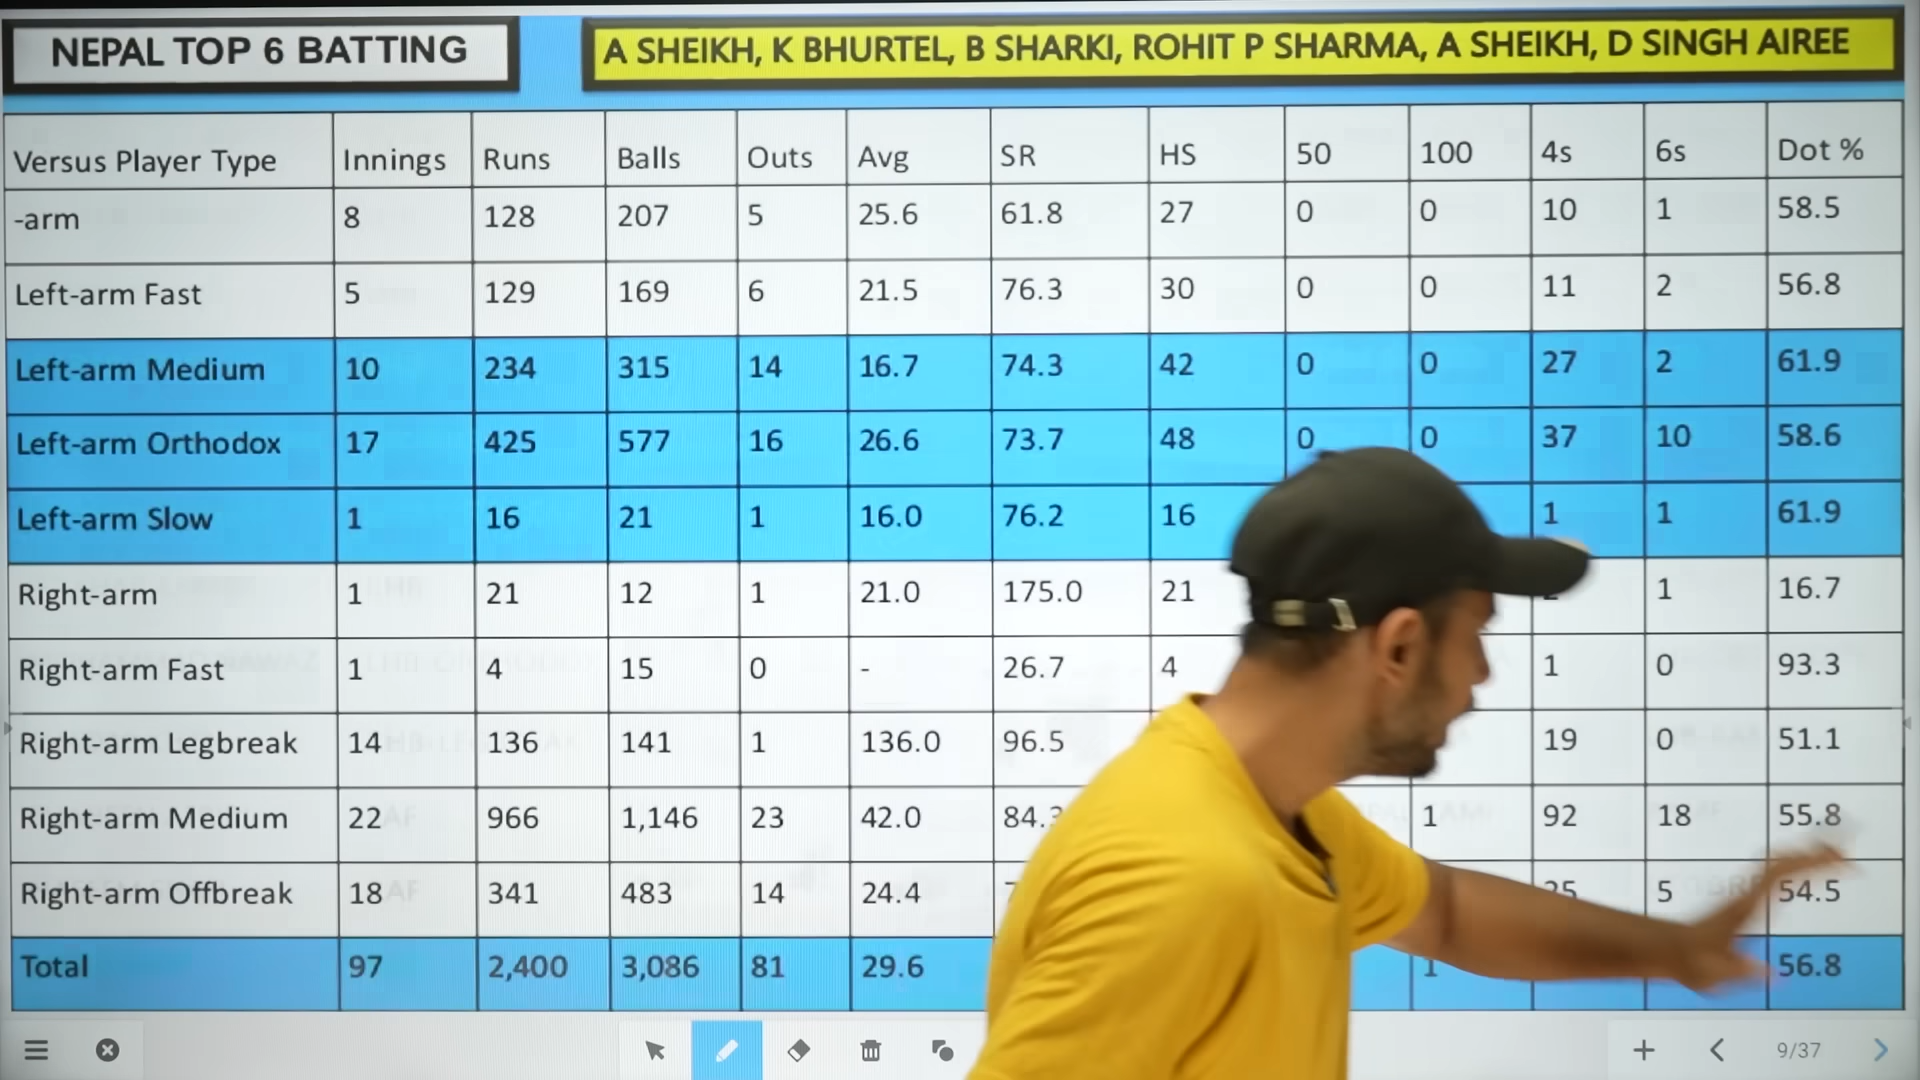 NEPAL TOP 6 BATTING
A SHEIKH, K BHURTEL, B SHARKI, ROHIT P SHARMA, A SHEIKH, D SINGH AIREE
Versus Player Type Innings Runs Balls Outs Avg SR HS 50 100 4s 6s Dot %
-arm 8 128 207 5 25.6 61.8 27 0 0 10 1 58.5
Left-arm Fast 5 129 169 6 21.5 76.3 30 0 0 11 2 56.8
Left-arm Medium 10 234 315 14 16.7 74.3 42 0 0 27 2 61.9
Left-arm Orthodox 17 425 577 16 26.6 73.7 48 0 0 37 10 58.6
Left-arm Slow 1 16 21 1 16.0 76.2 16 1 1 61.9
Right-arm 1 21 12 1 21.0 175.0 21 1 16.7
Right-arm Fast 1 4 15 0 - 26.7 4 1 0 93.3
Right-arm Legbreak 14 136 141 1 136.0 96.5 19 0 51.1
Right-arm Medium 22 966 1,146 23 42.0 84.3 1 92 18 55.8
Right-arm Offbreak 18 341 483 14 24.4 5 54.5
Total 97 2,400 3,086 81 29.6 1 56.8
9/37